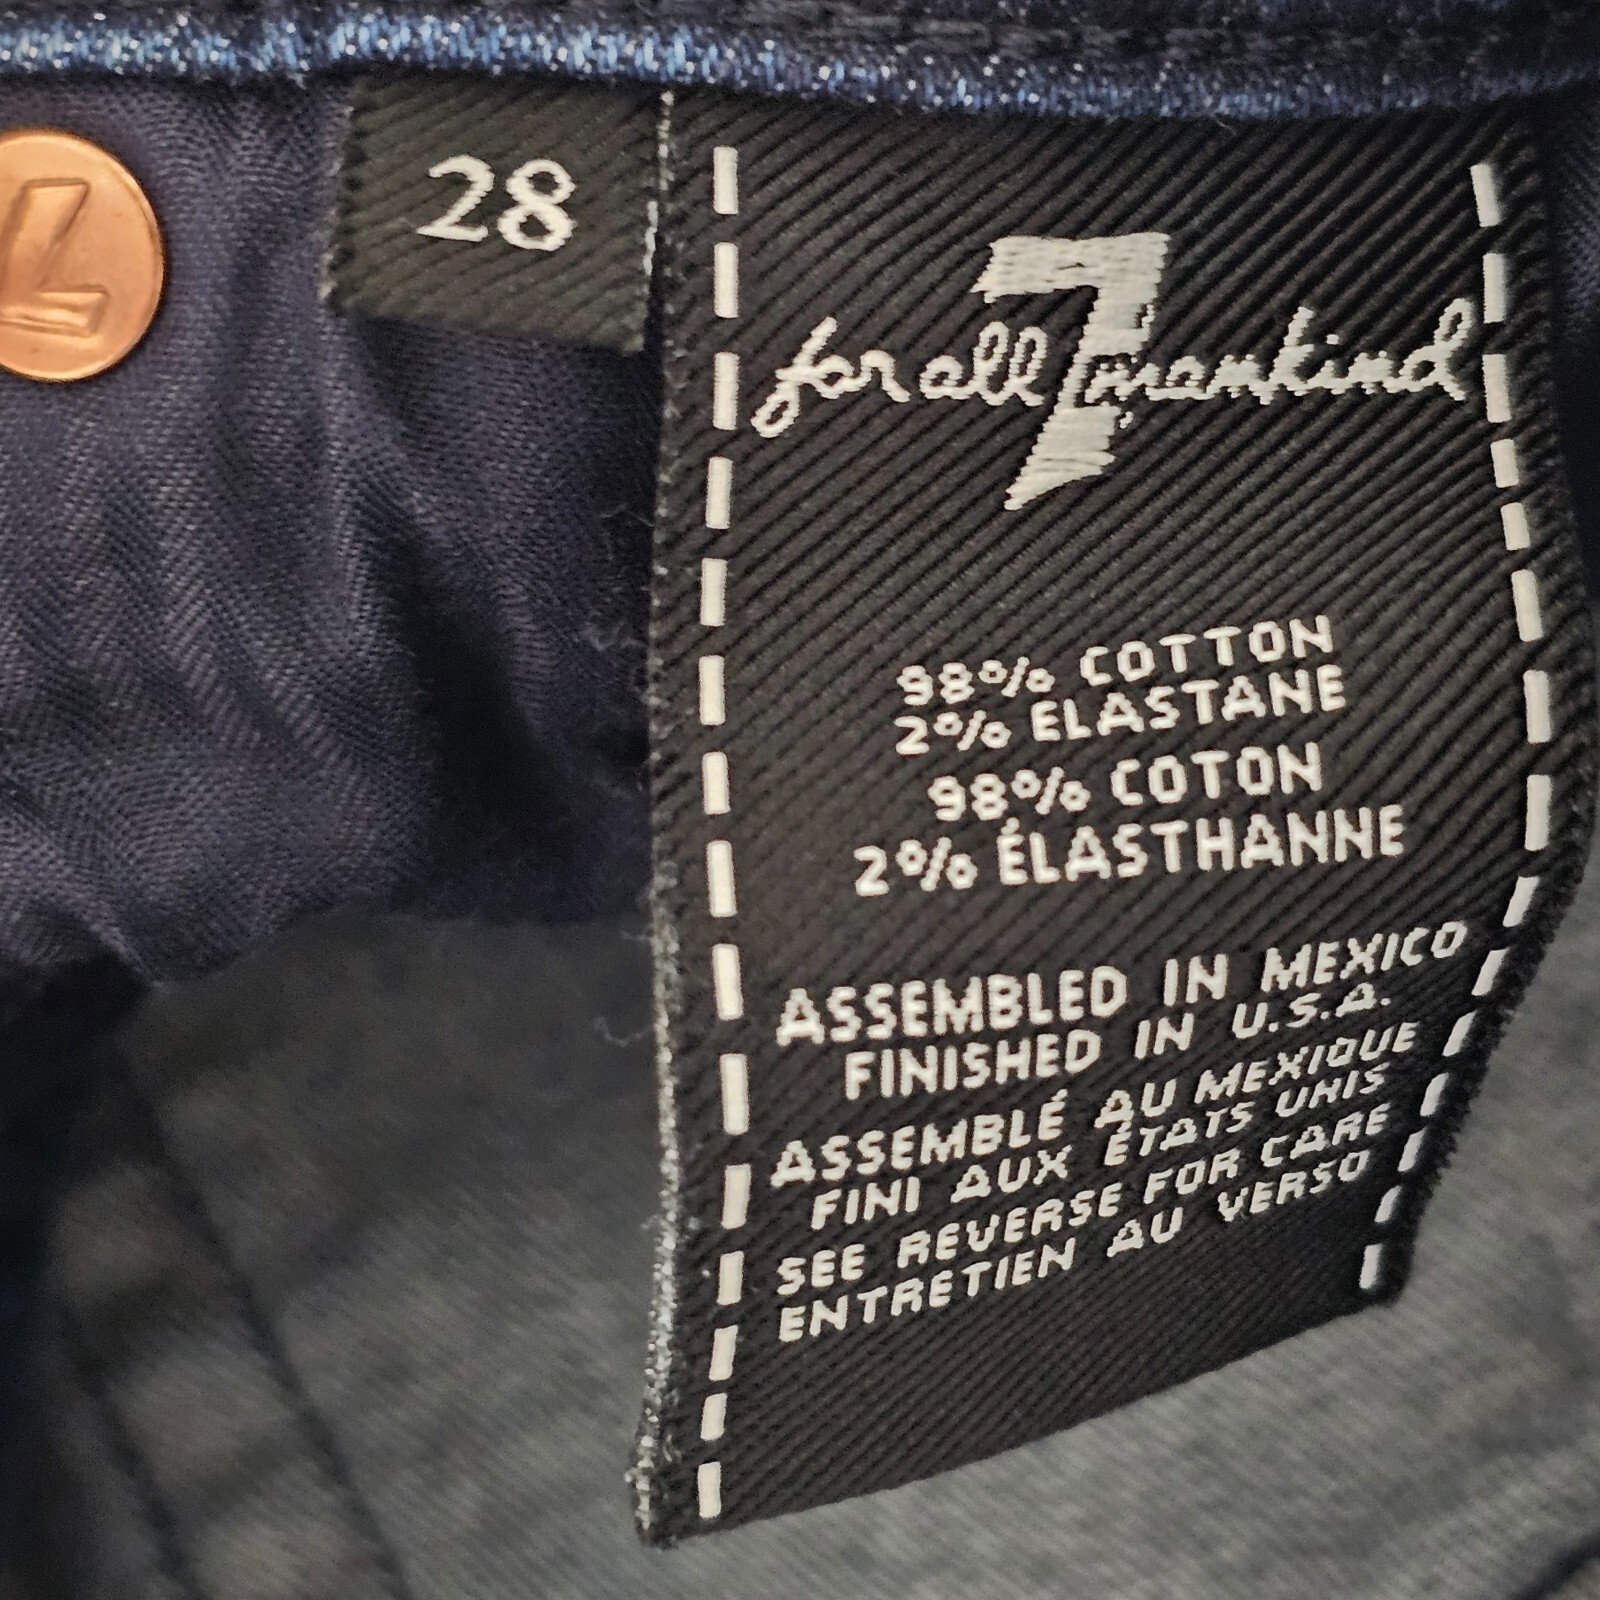 7
28
7
for all mankind
98% COTTON
2% ELASTANE
98% COTON
2% ÉLASTHANNE
ASSEMBLED IN MEXICO
FINISHED IN U.S.A.
ASSEMBLÉ AU MEXIQUE
FINI AUX ÉTATS UNIS
SEE REVERSE FOR CARE
ENTRETIEN AU VERSO